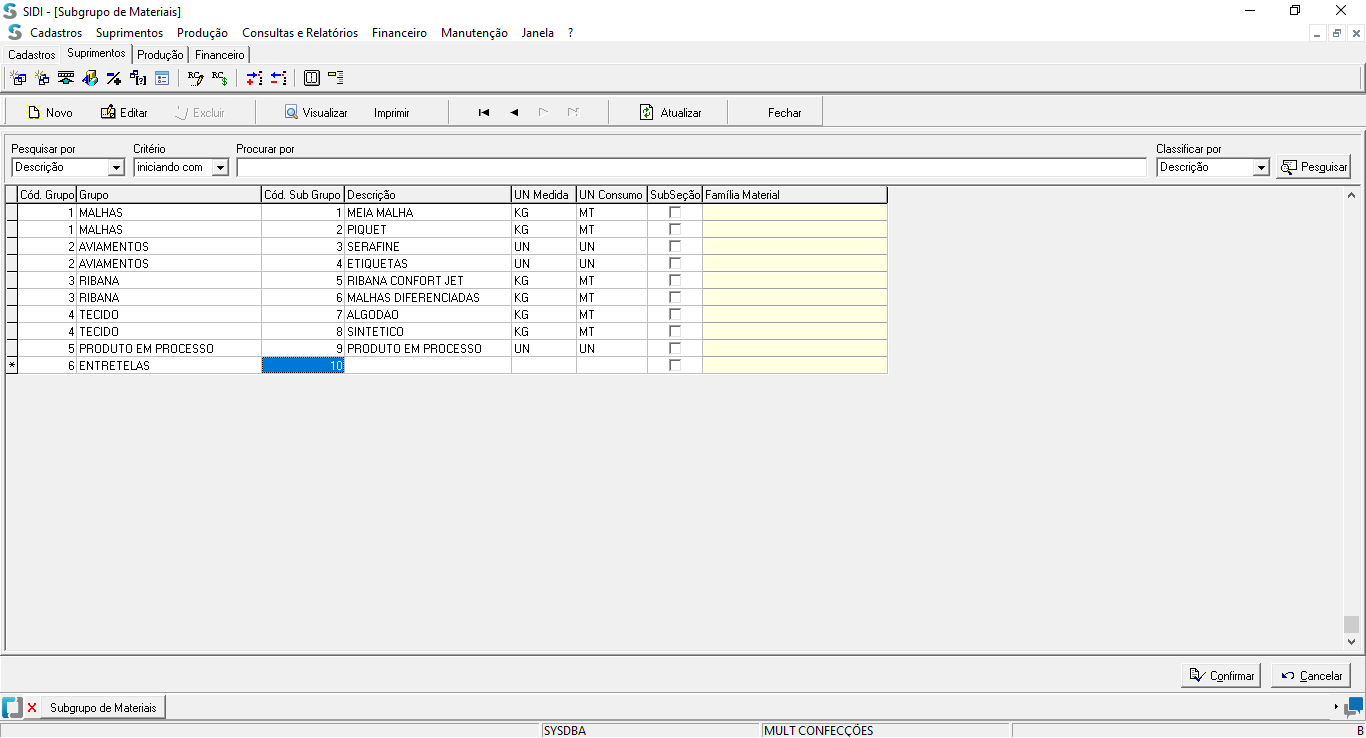 SIDI - [Subgrupo de Materiais]
Cadastros Suprimentos Produção Consultas e Relatórios Financeiro Manutenção Janela ?
Cadastros Suprimentos Produção Financeiro
Novo Editar Excluir Visualizar Imprimir Atualizar Fechar
Pesquisar por Critério Procurar por Classificar por
Descrição iniciando com Descrição Pesquisar
Cód. Grupo Grupo Cód. Sub Grupo Descrição UN Medida UN Consumo SubSeção Família Material
1 MALHAS 1 MEIA MALHA KG MT
1 MALHAS 2 PIQUET KG MT
2 AVIAMENTOS 3 SERAFINE UN UN
2 AVIAMENTOS 4 ETIQUETAS UN UN
3 RIBANA 5 RIBANA CONFORT JET KG MT
3 RIBANA 6 MALHAS DIFERENCIADAS KG MT
4 TECIDO 7 ALGODAO KG MT
4 TECIDO 8 SINTETICO KG MT
5 PRODUTO EM PROCESSO 9 PRODUTO EM PROCESSO UN UN
* 6 ENTRETELAS 10
Confirmar Cancelar
Subgrupo de Materiais
SYSDBA MULT CONFECÇÕES B